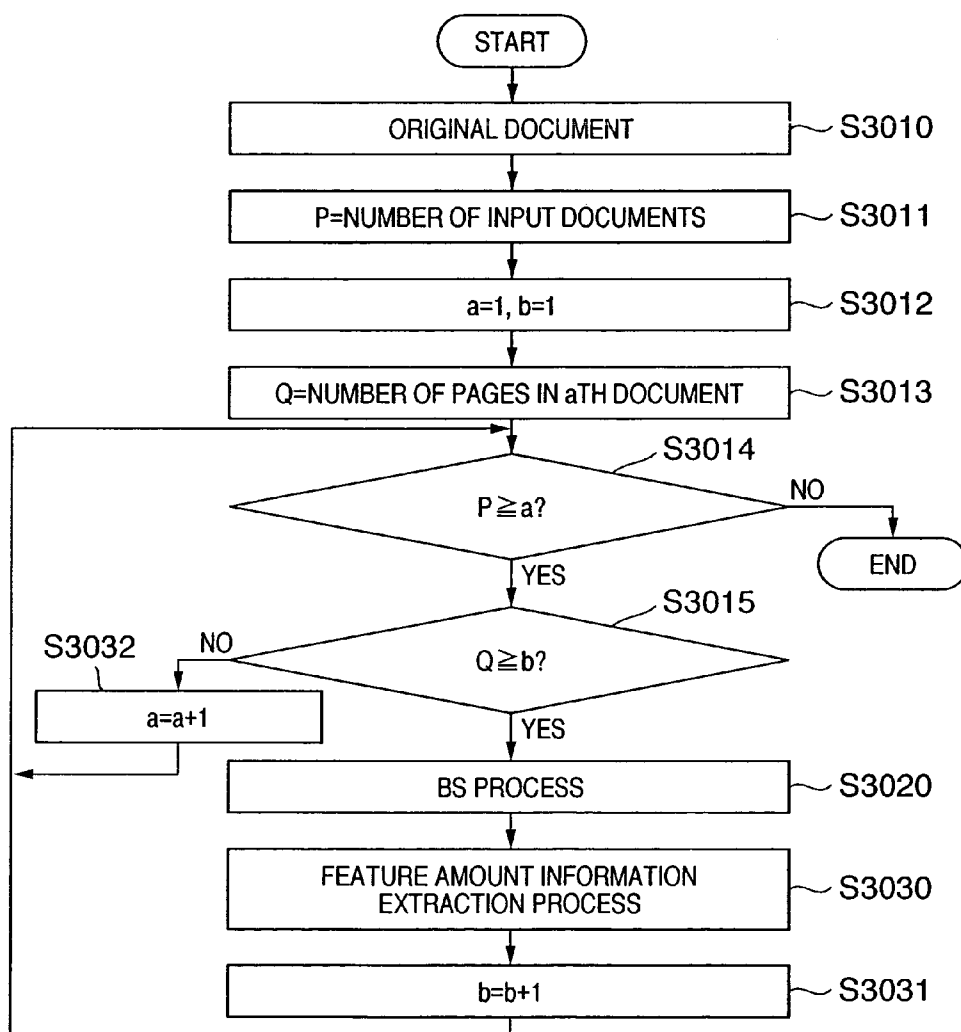 START
ORIGINAL DOCUMENT
S3010
P=NUMBER OF INPUT DOCUMENTS
S3011
a=1, b=1
S3012
Q=NUMBER OF PAGES IN aTH DOCUMENT
S3013
S3014
P≧a?
NO
END
YES
S3015
S3032
NO
Q≧b?
a=a+1
YES
BS PROCESS
S3020
FEATURE AMOUNT INFORMATION
EXTRACTION PROCESS
S3030
b=b+1
S3031